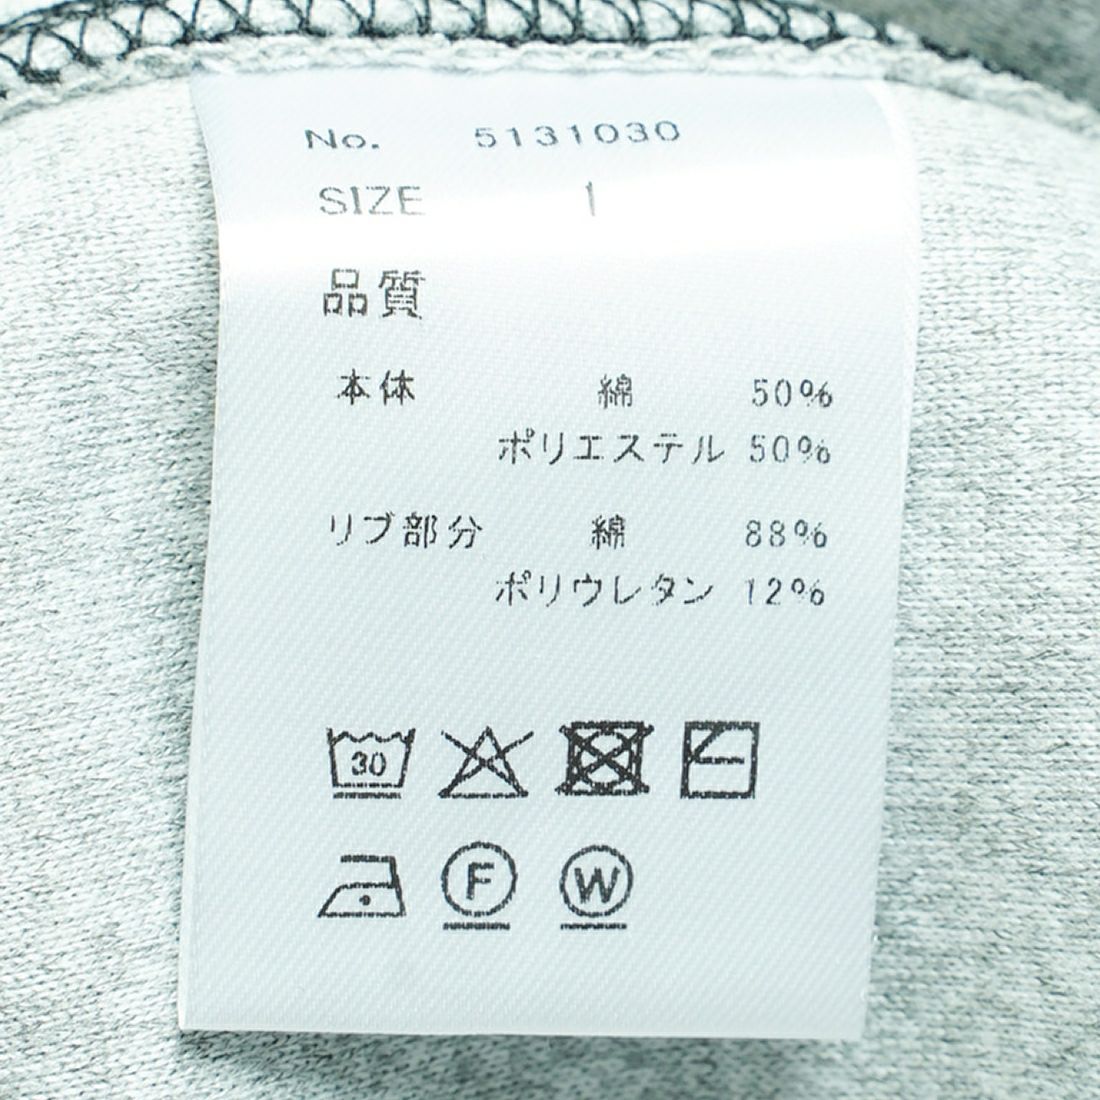 No. 5131030
SIZE 1
品質
本体 綿 50%
ポリエステル 50%
リブ部分 綿 88%
ポリウレタン 12%
30
F W